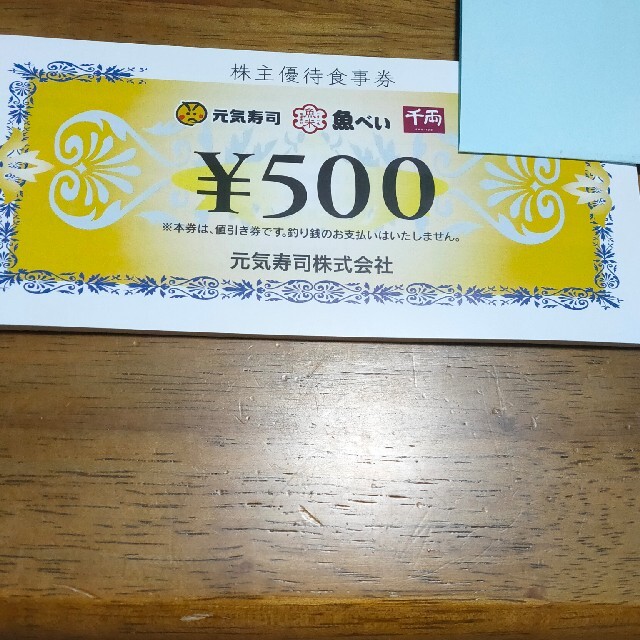 株主優待食事券
元気寿司 魚べい 千両
¥500
※本券は、値引き券です。釣り銭のお支払いはいたしません。
元気寿司株式会社